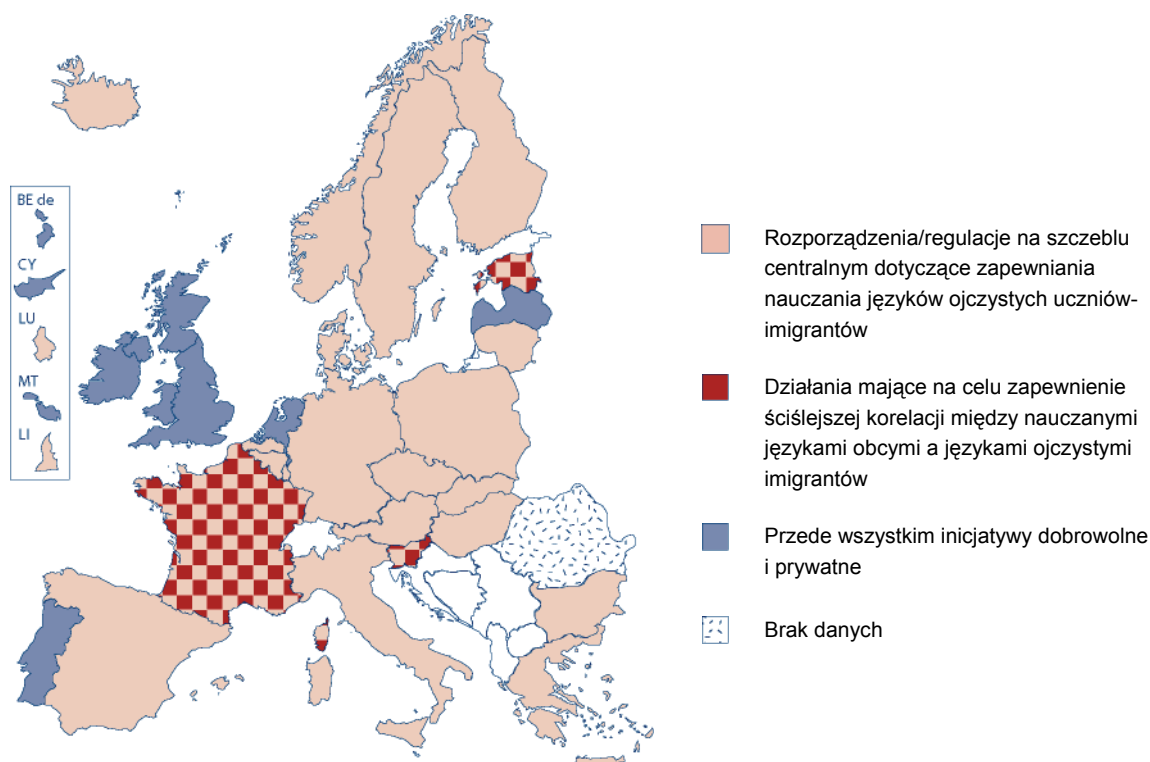 BE de
CY
LU
MT
LI
Rozporządzenia/regulacje na szczeblu
centralnym dotyczące zapewniania
nauczania języków ojczystych uczniów-
imigrantów
Działania mające na celu zapewnienie
ściślejszej korelacji między nauczanymi
językami obcymi a językami ojczystymi
imigrantów
Przede wszystkim inicjatywy dobrowolne
i prywatne
Brak danych